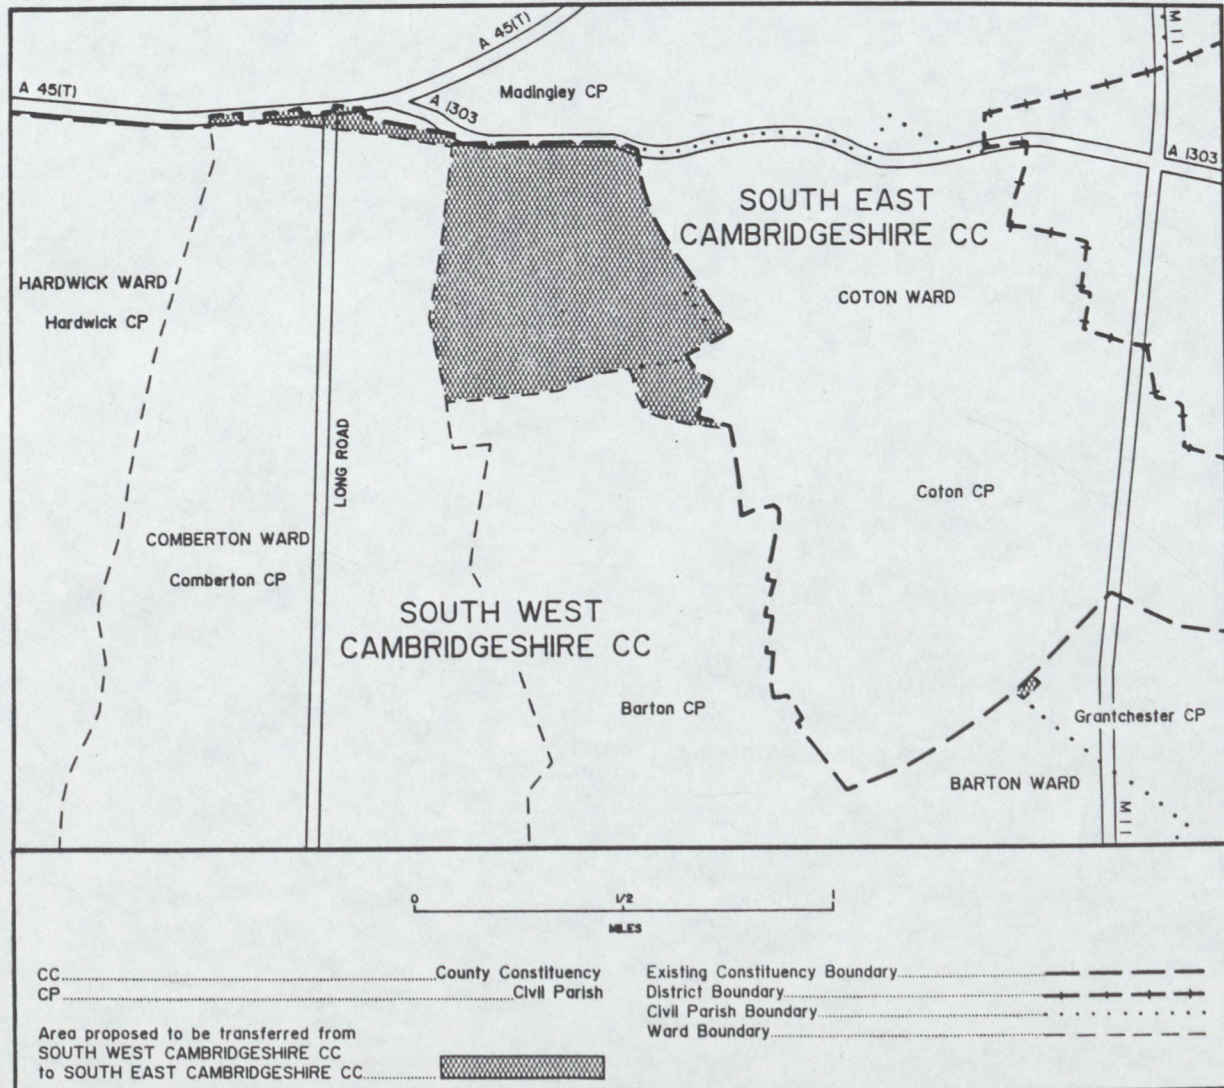 A 45(T)
A 45(T)
A 1303
Madingley CP
A 1303
M 11
SOUTH EAST
CAMBRIDGESHIRE CC
HARDWICK WARD
Hardwick CP
COTON WARD
LONG ROAD
Coton CP
COMBERTON WARD
Comberton CP
SOUTH WEST
CAMBRIDGESHIRE CC
Barton CP
Grantchester CP
BARTON WARD
M 11
0 1/2 1
MILES
CC County Constituency
CP Civil Parish
Area proposed to be transferred from
SOUTH WEST CAMBRIDGESHIRE CC
to SOUTH EAST CAMBRIDGESHIRE CC
Existing Constituency Boundary
District Boundary
Civil Parish Boundary
Ward Boundary